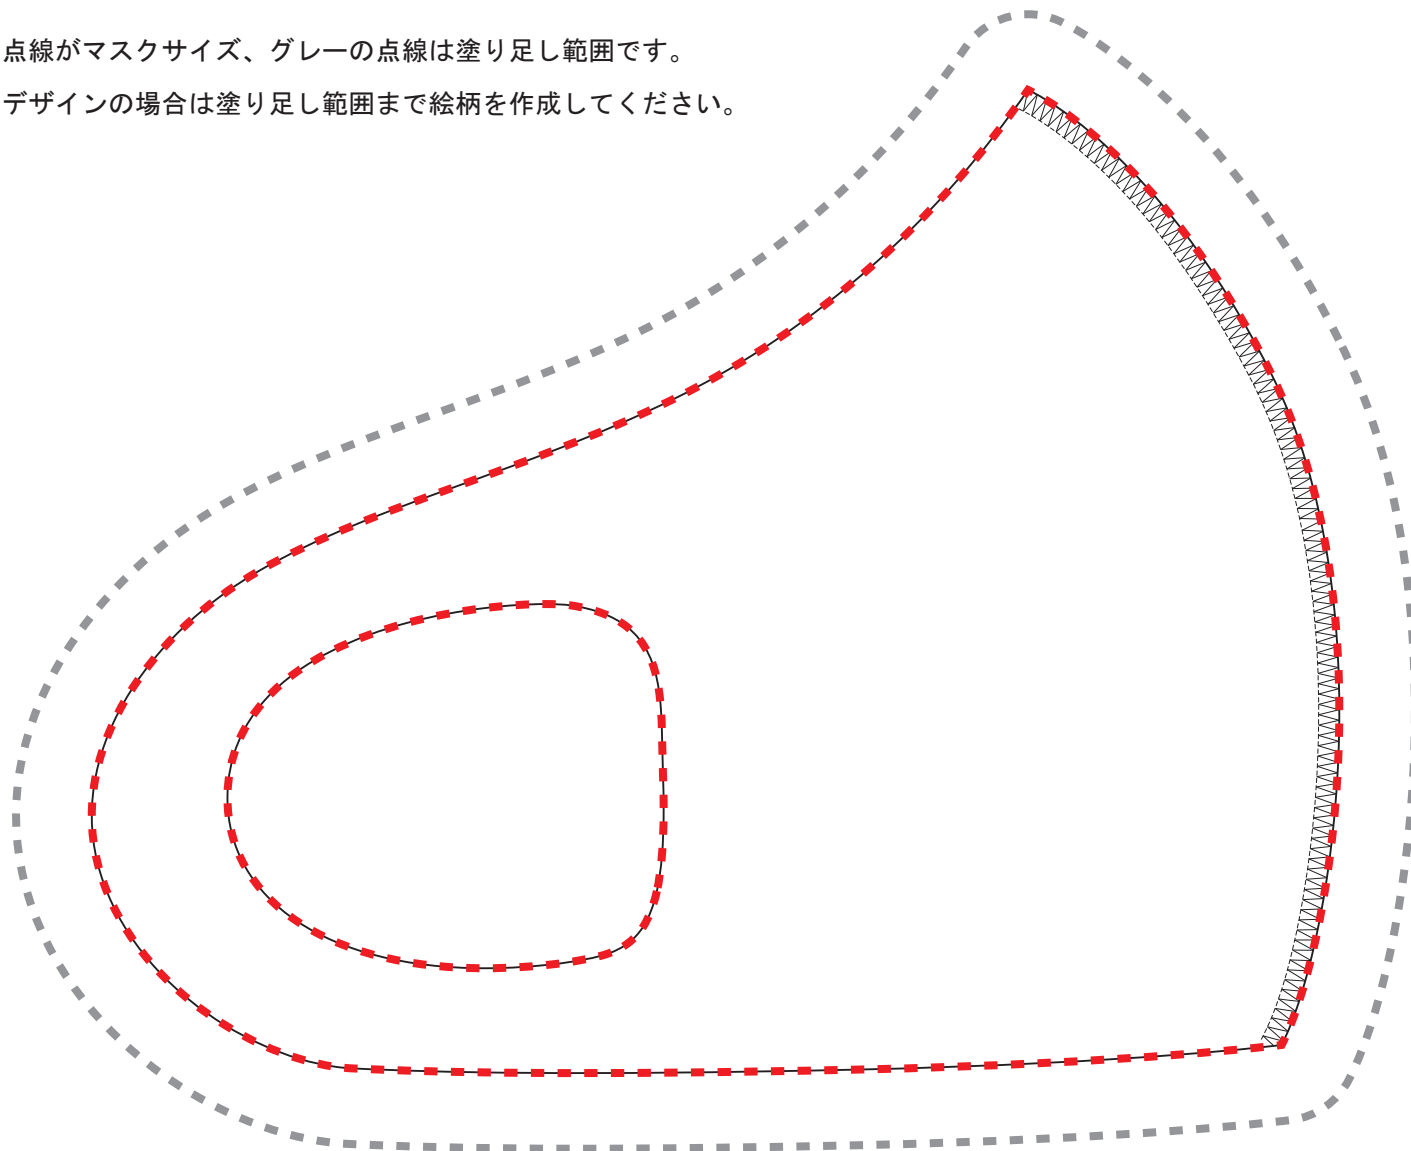 点線がマスクサイズ、グレーの点線は塗り足し範囲です。
デザインの場合は塗り足し範囲まで絵柄を作成してください。